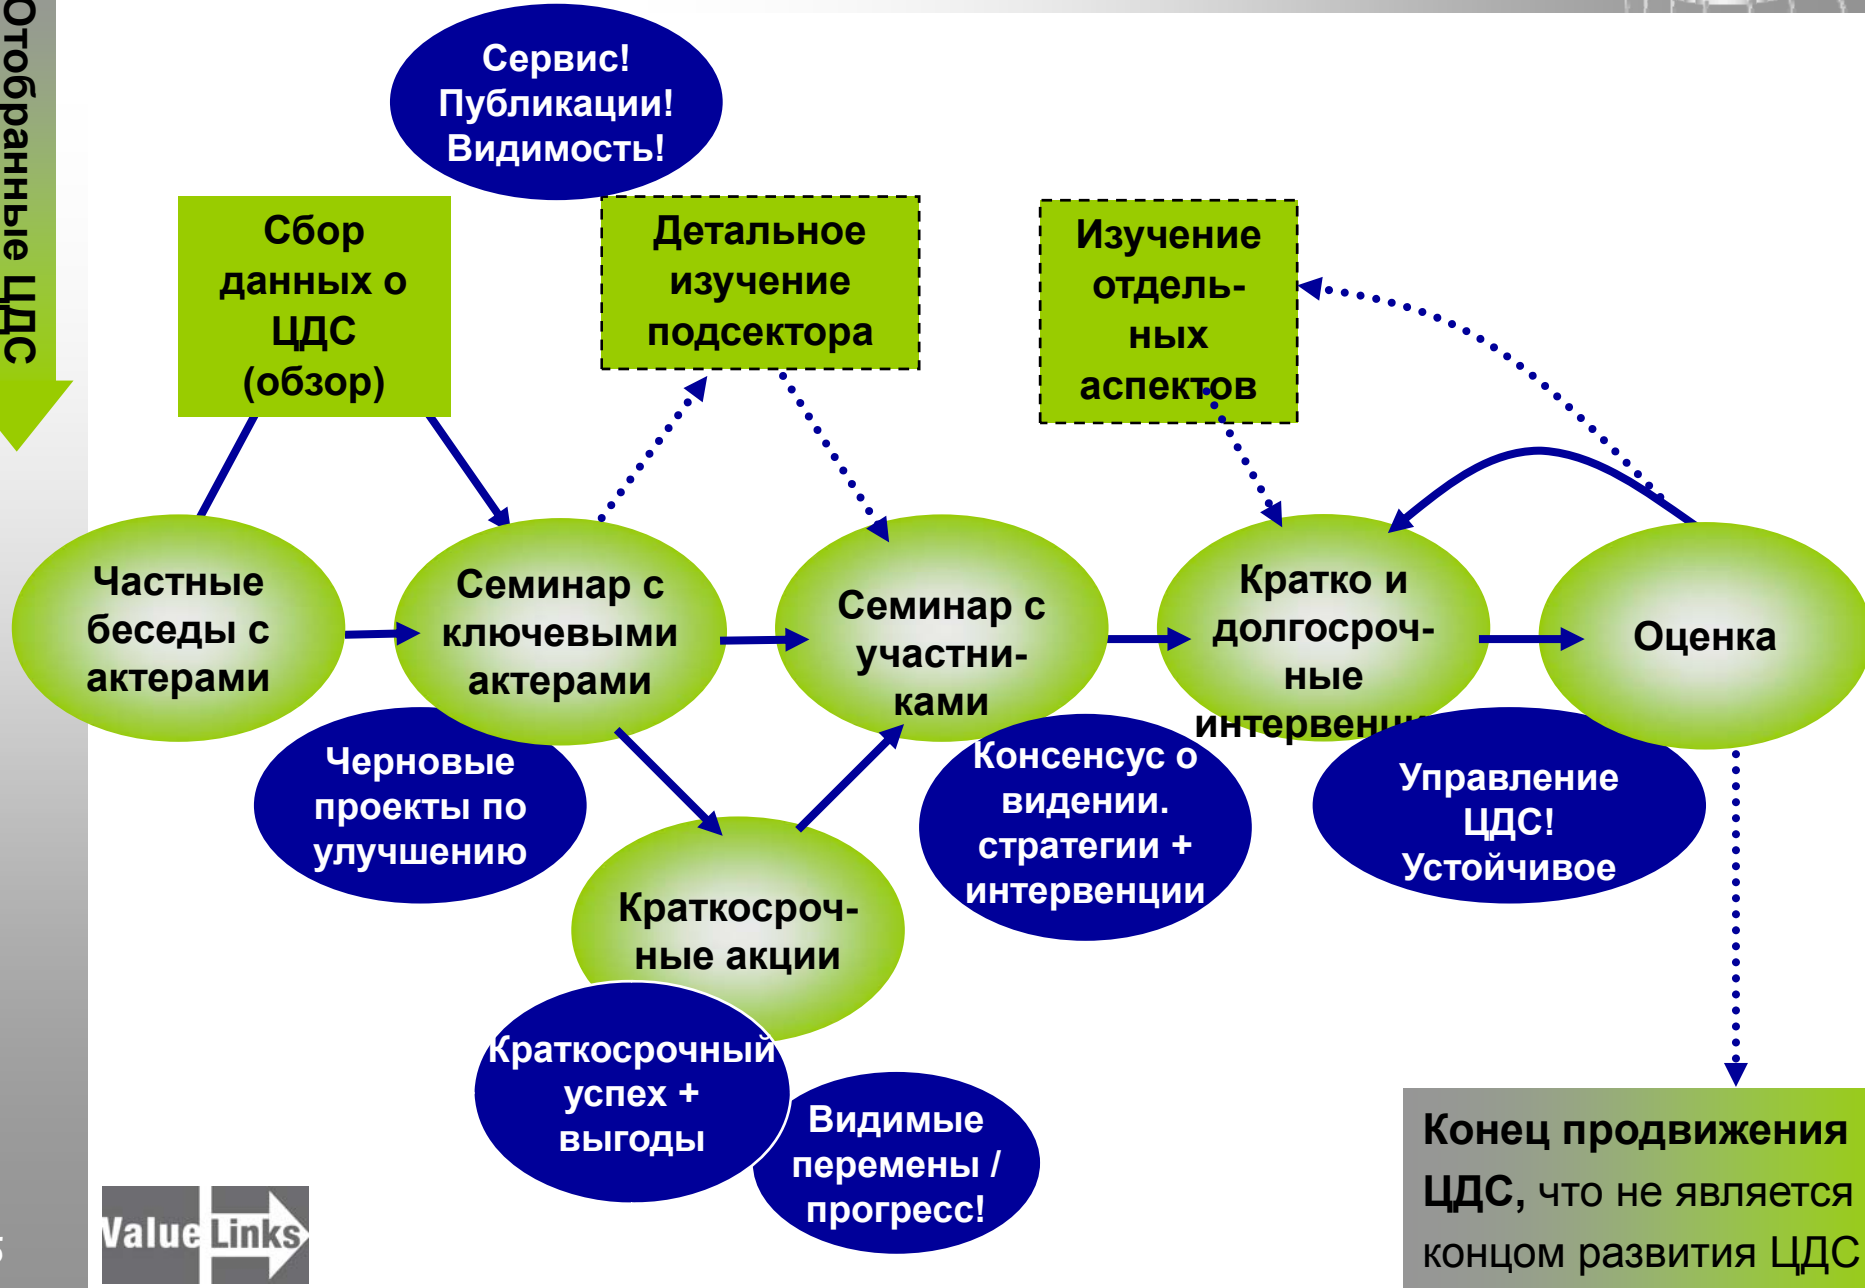 Отобранные ЦДС
Сервис!
Публикации!
Видимость!
Сбор
данных о
ЦДС
(обзор)
Детальное
изучение
подсектора
Изучение
отдель-
ных
аспектов
Частные
беседы с
актерами
Семинар с
ключевыми
актерами
Семинар с
участни-
ками
Кратко и
долгосроч-
ные
Оценка
Черновые
проекты по
улучшению
Консенсус о
видении.
стратегии +
интервенции
Управление
ЦДС!
Устойчивое
Краткосроч-
ные акции
Краткосрочный
успех +
выгоды
Видимые
перемены /
прогресс!
Конец продвижения
ЦДС, что не является
концом развития ЦДС
Value Links